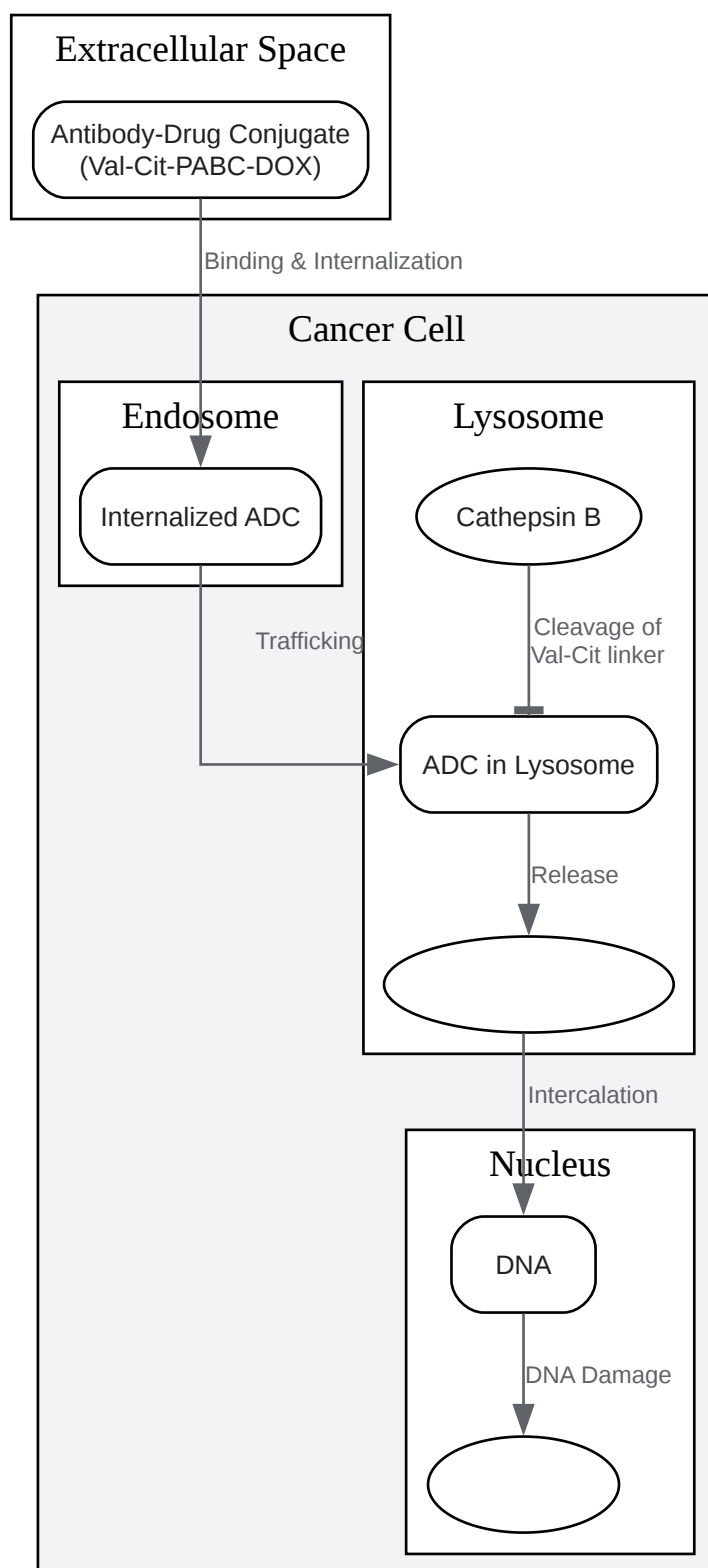 Extracellular Space
Antibody-Drug Conjugate
(Val-Cit-PABC-DOX)
Binding & Internalization
Cancer Cell
Endosome
Lysosome
Internalized ADC
Cathepsin B
Trafficking
Cleavage of
Val-Cit linker
ADC in Lysosome
Release
Intercalation
Nucleus
DNA
DNA Damage